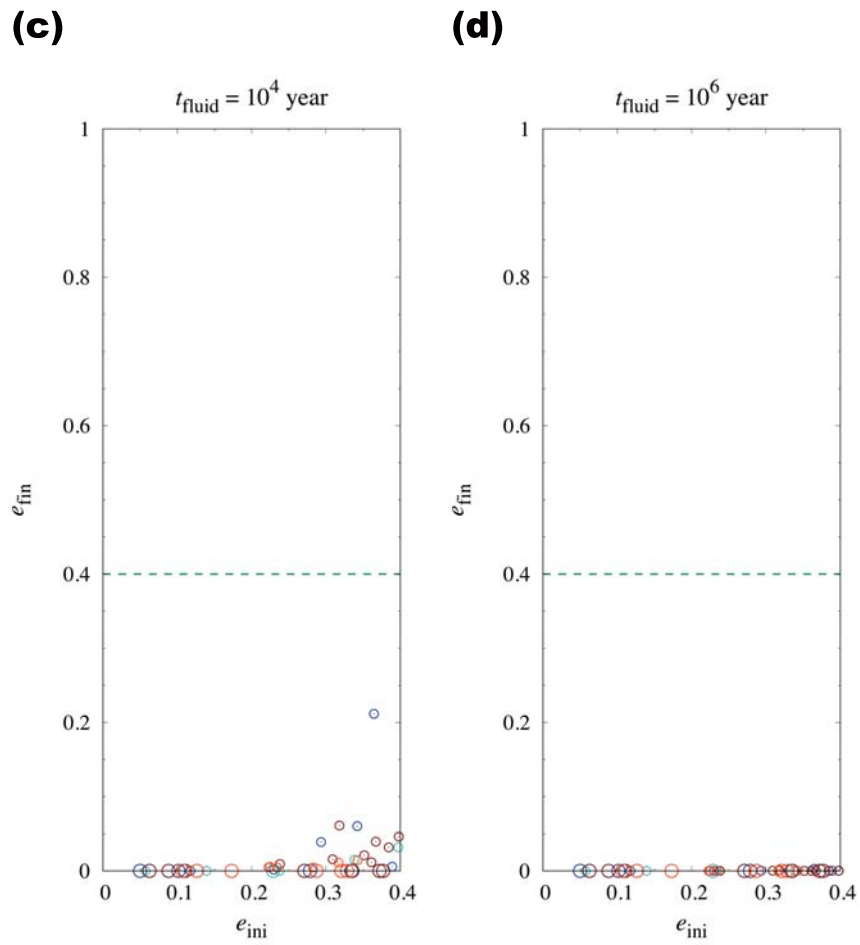 (c)
t_fluid = 10^4 year
1
0.8
0.6
0.4
0.2
0
e_fin
0 0.1 0.2 0.3 0.4
e_ini
(d)
t_fluid = 10^6 year
1
0.8
0.6
0.4
0.2
0
e_fin
0 0.1 0.2 0.3 0.4
e_ini